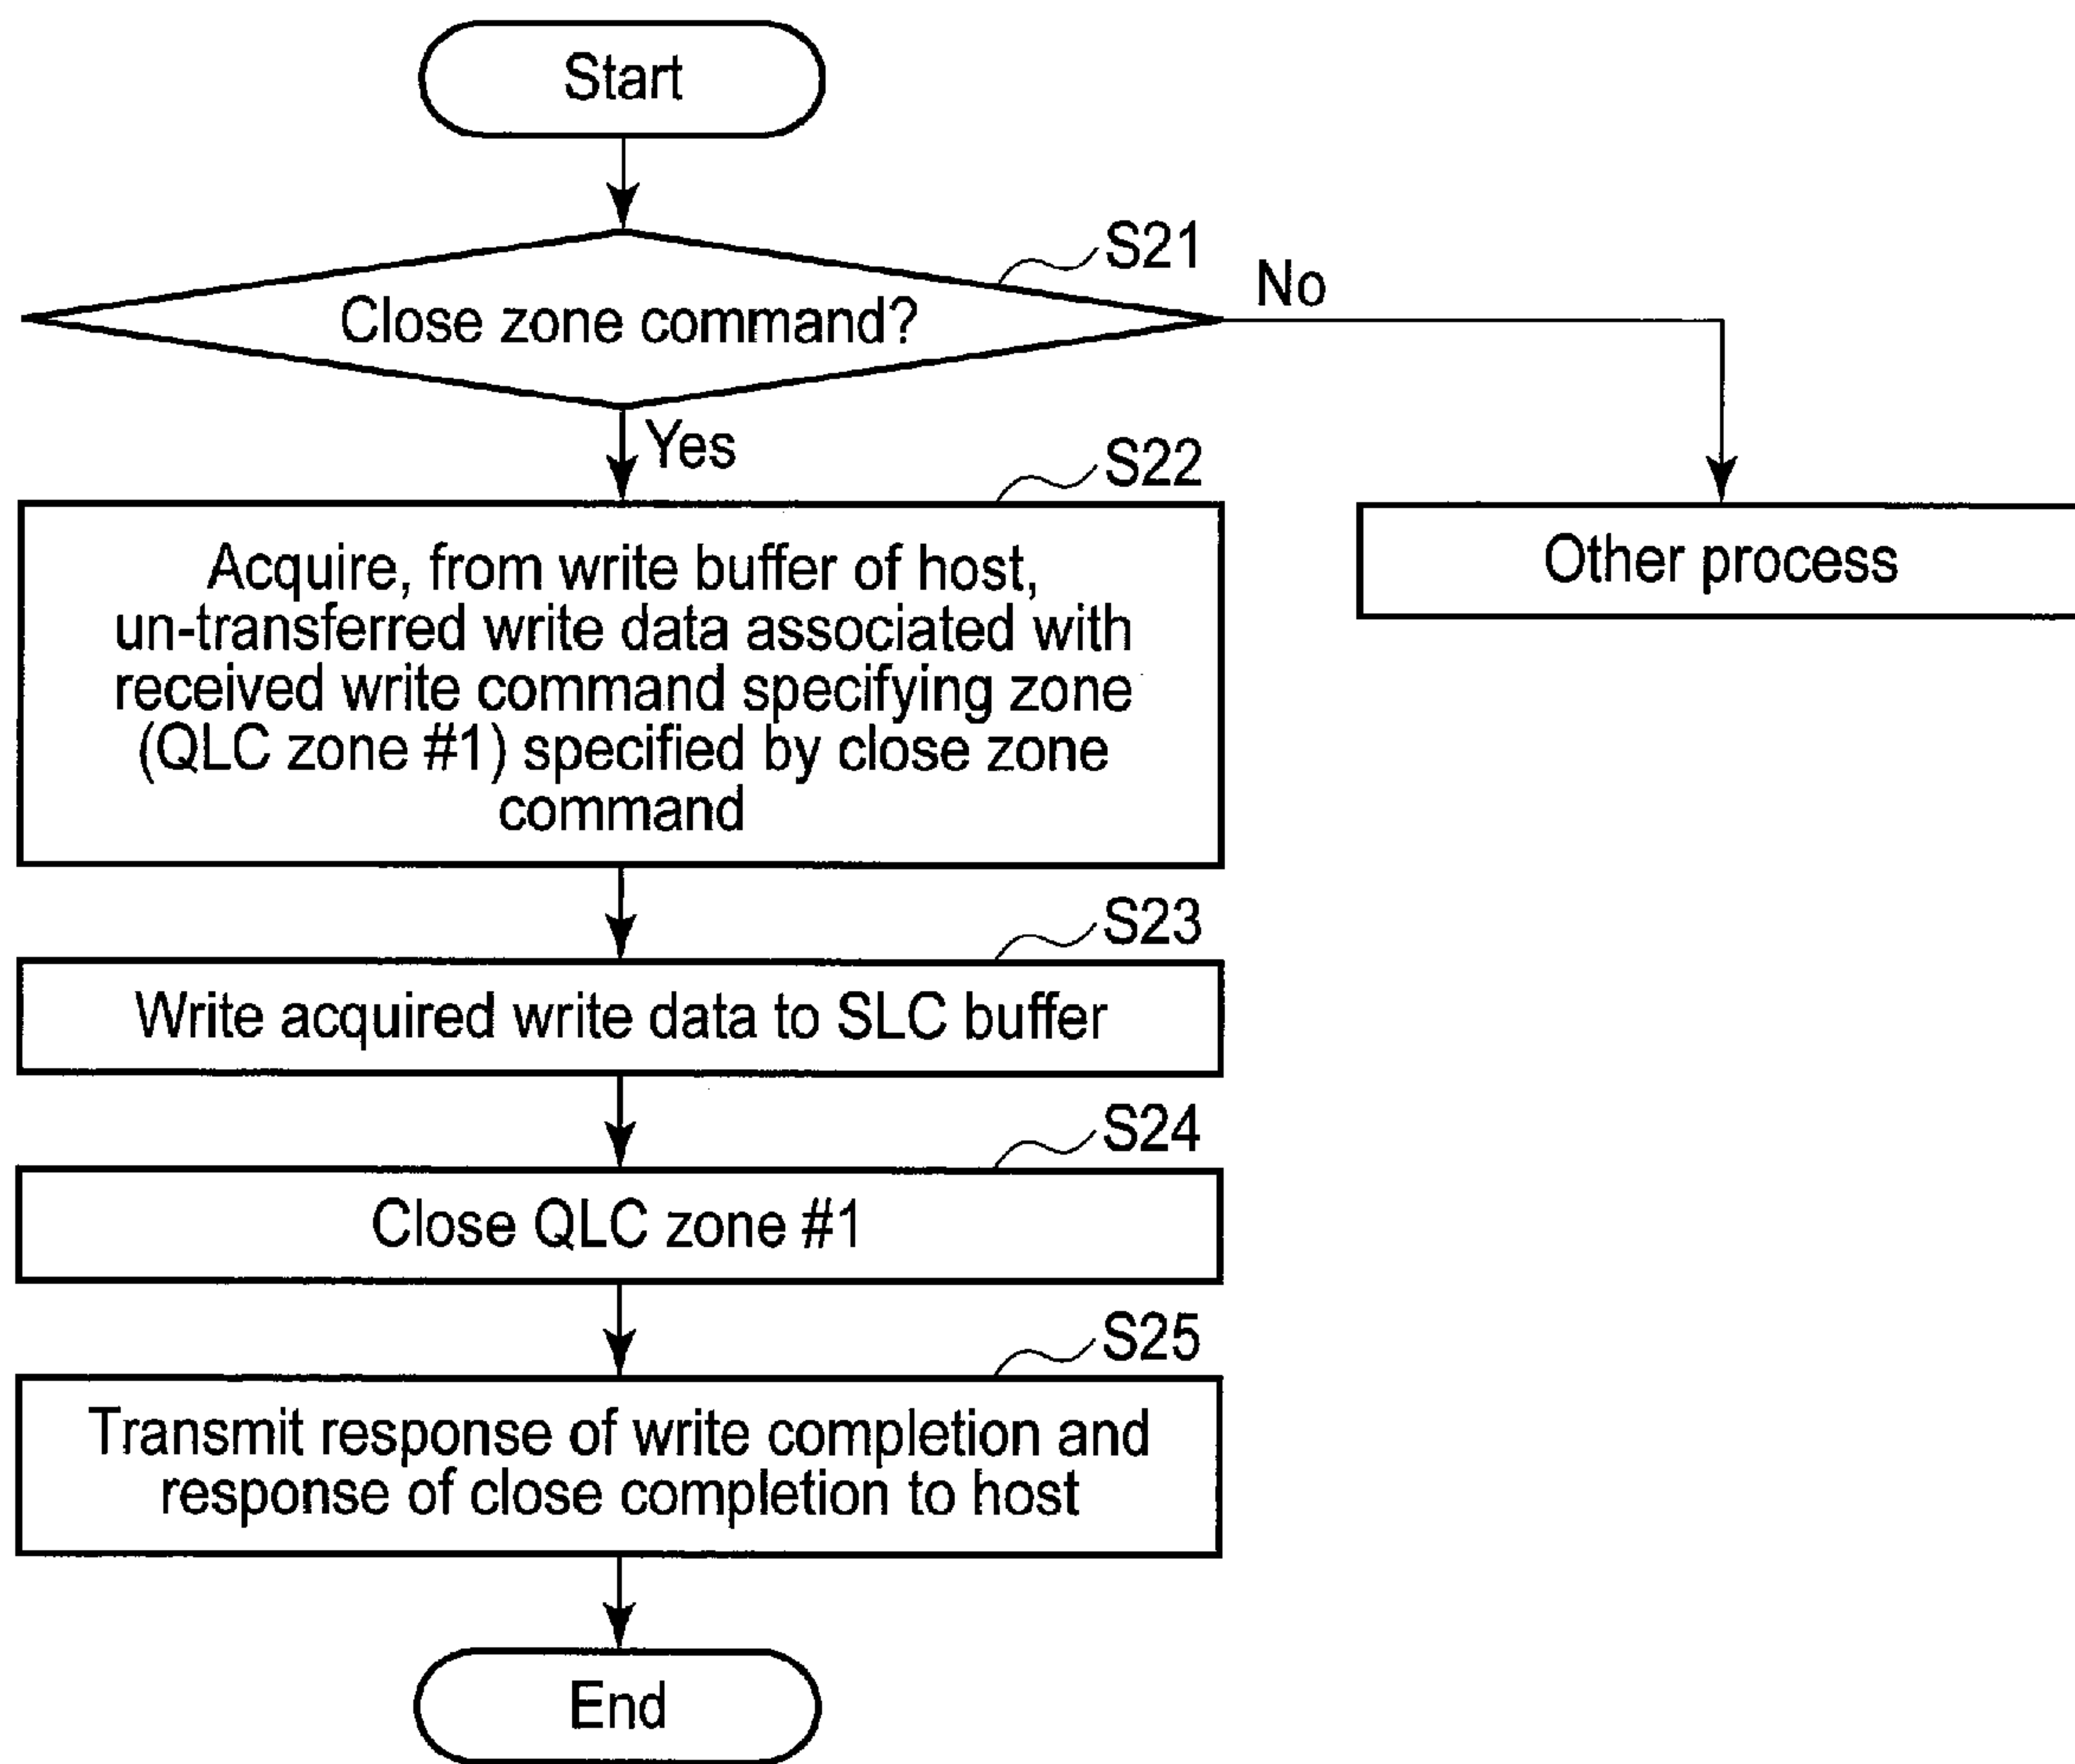 Start
S21
Close zone command?
No
Yes
S22
Acquire, from write buffer of host,
un-transferred write data associated with
received write command specifying zone
(QLC zone #1) specified by close zone
command
Other process
S23
Write acquired write data to SLC buffer
S24
Close QLC zone #1
S25
Transmit response of write completion and
response of close completion to host
End